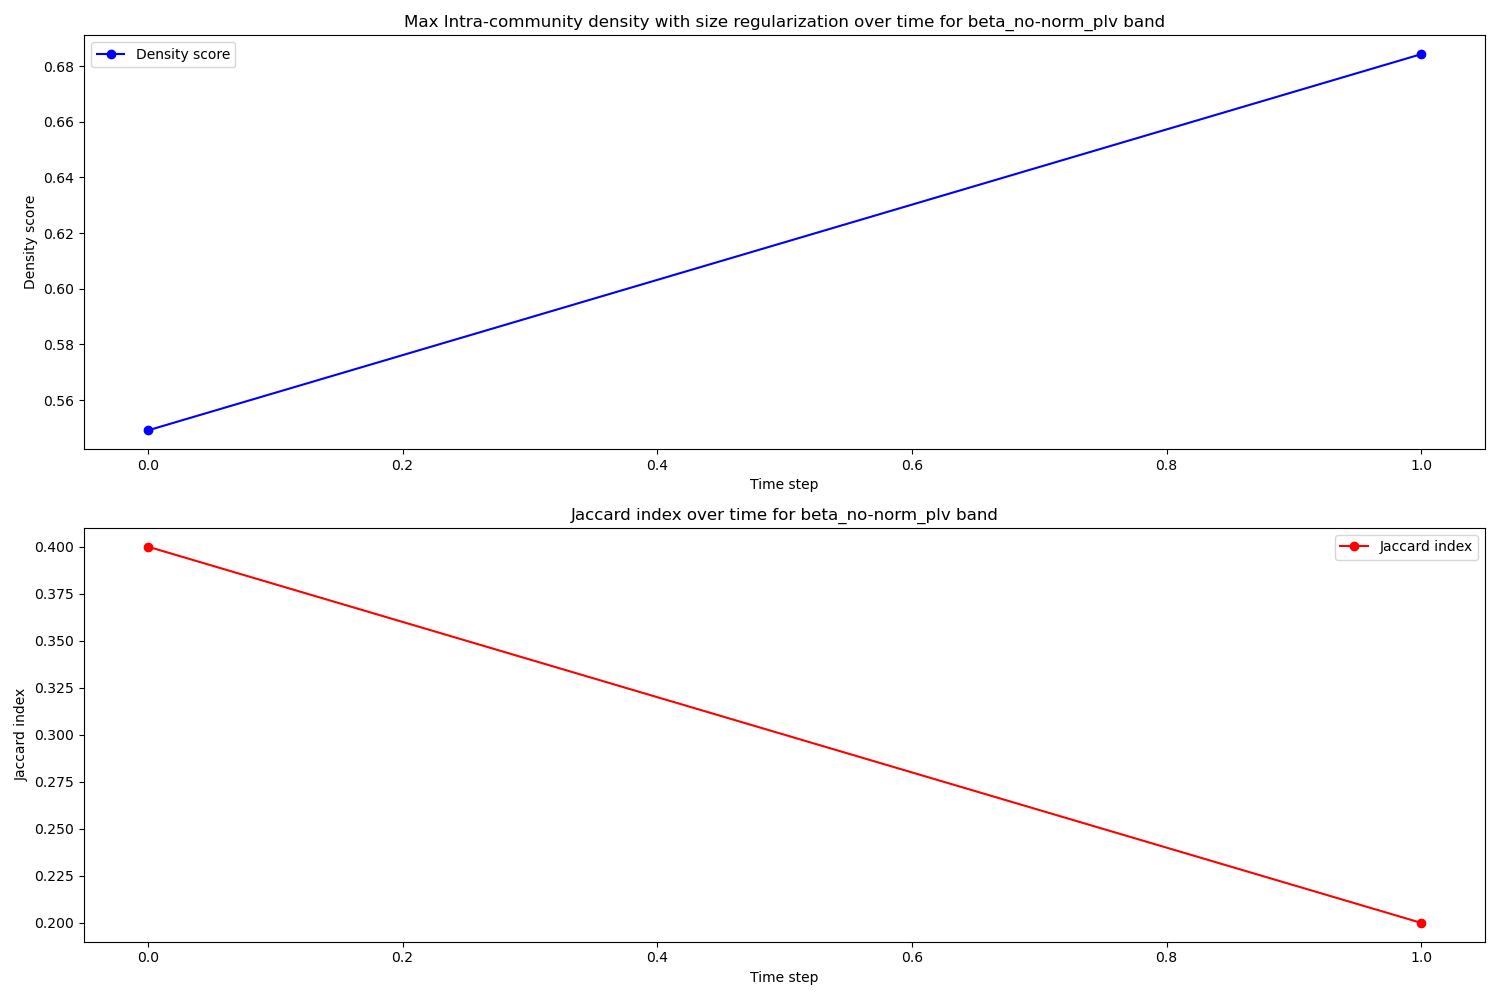 Max Intra-community density with size regularization over time for beta_no-norm_plv band
Density score
0.68
0.66
0.64
0.62
0.60
0.58
0.56
Density score
0.0 0.2 0.4 0.6 0.8 1.0
Time step
Jaccard index over time for beta_no-norm_plv band
Jaccard index
0.400
0.375
0.350
0.325
0.300
0.275
0.250
0.225
0.200
Jaccard index
0.0 0.2 0.4 0.6 0.8 1.0
Time step